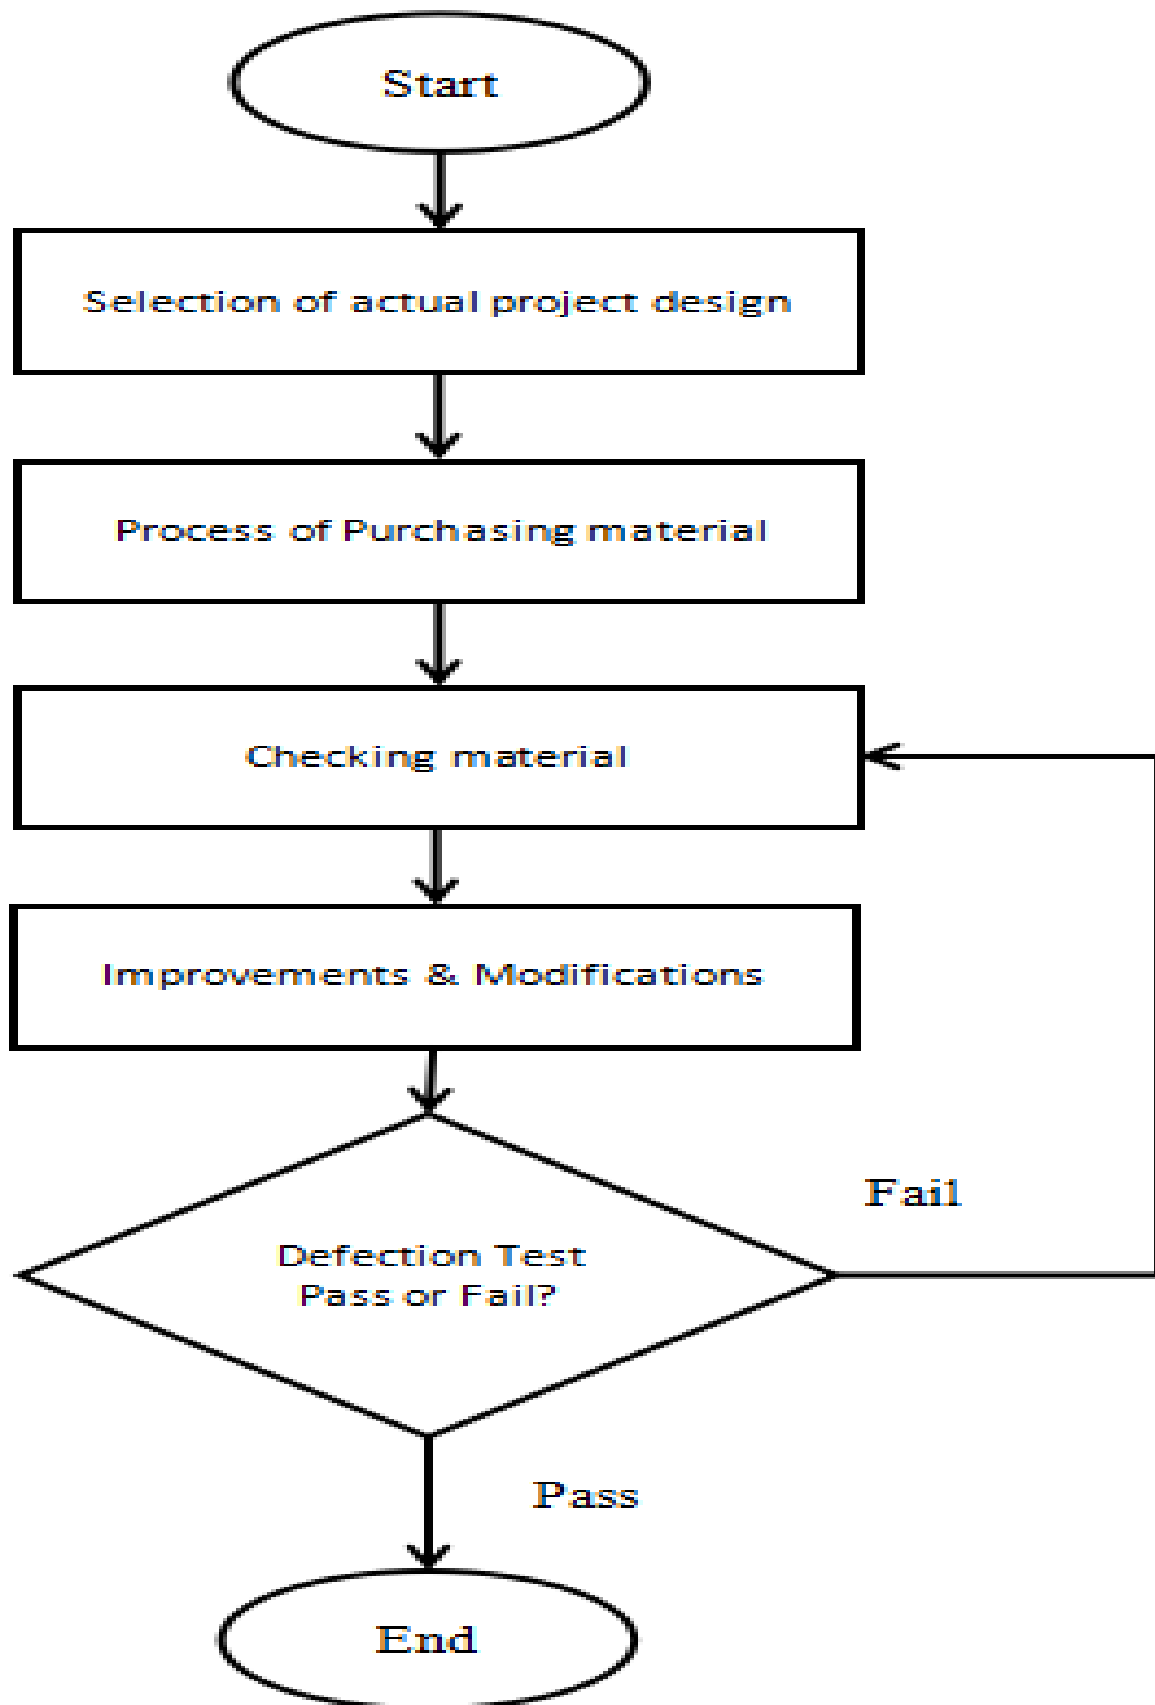 Start
Selection of actual project design
Process of Purchasing material
Checking material
Improvements & Modifications
Fail
Defection Test
Pass or Fail?
Pass
End